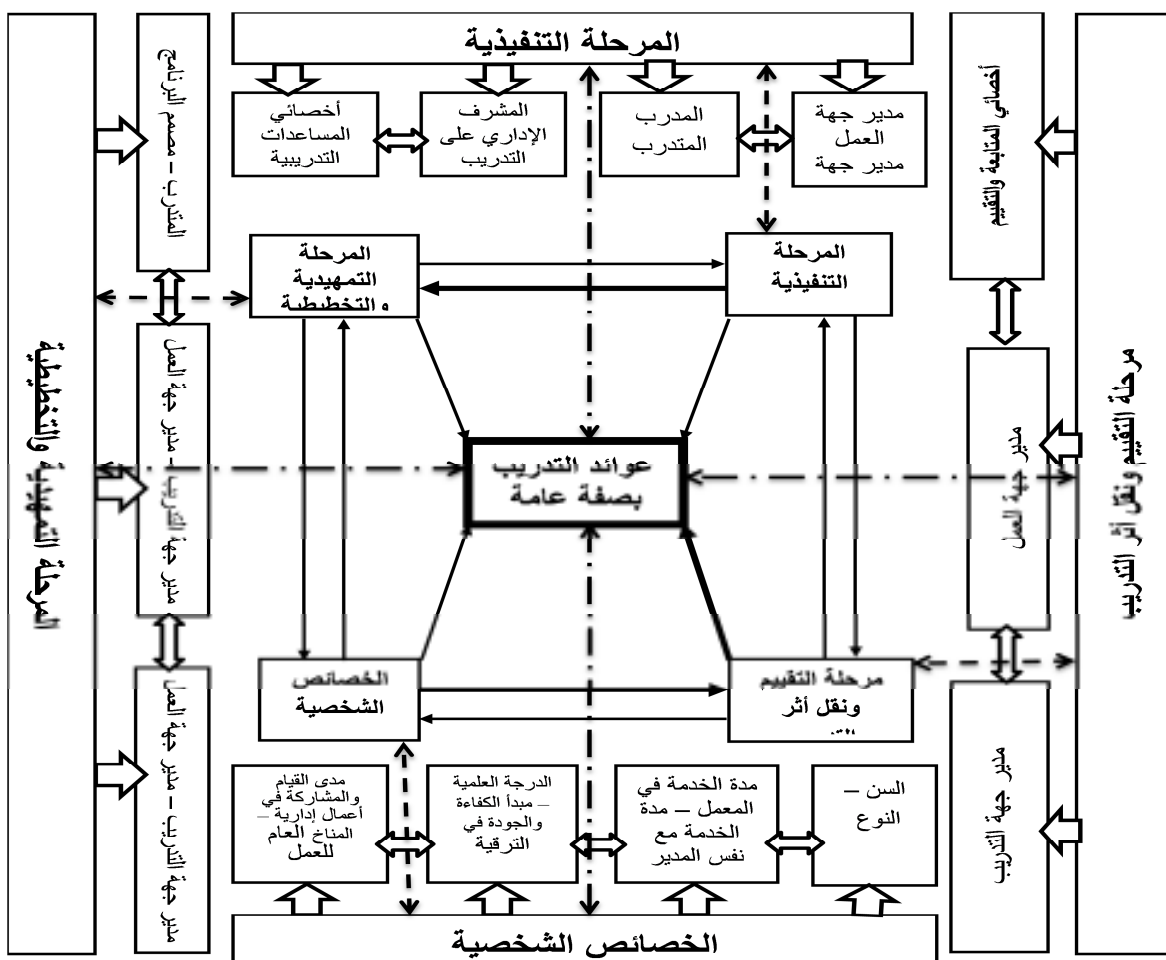 المرحلة التنفيذية
مدير جهة
العمل
مدير جهة
المدرب
المتدرب
المشرف
الإداري على
التدريب
أخصائي
المساعدات
التدريبية
مرحلة التقييم ونقل أثر التدريب
أخصائي المتابعة والتقييم
مدير جهة العمل
مدير جهة التدريب
المرحلة
التنفيذية
المرحلة
التمهيدية
والتخطيطية
عوائد التدريب
بصفة عامة
مرحلة التقييم
ونقل أثر
الخصائص
الشخصية
المتدرب – مصمم البرنامج
مدير جهة التدريب – مدير جهة العمل
مدير جهة التدريب – مدير جهة العمل
المرحلة التمهيدية والتخطيطية
السن –
النوع
مدة الخدمة في
المعمل – مدة
الخدمة مع
نفس المدير
الدرجة العلمية
– مبدأ الكفاءة
والجودة في
الترقية
مدى القيام
والمشاركة في
أعمال إدارية –
المناخ العام
للعمل
الخصائص الشخصية